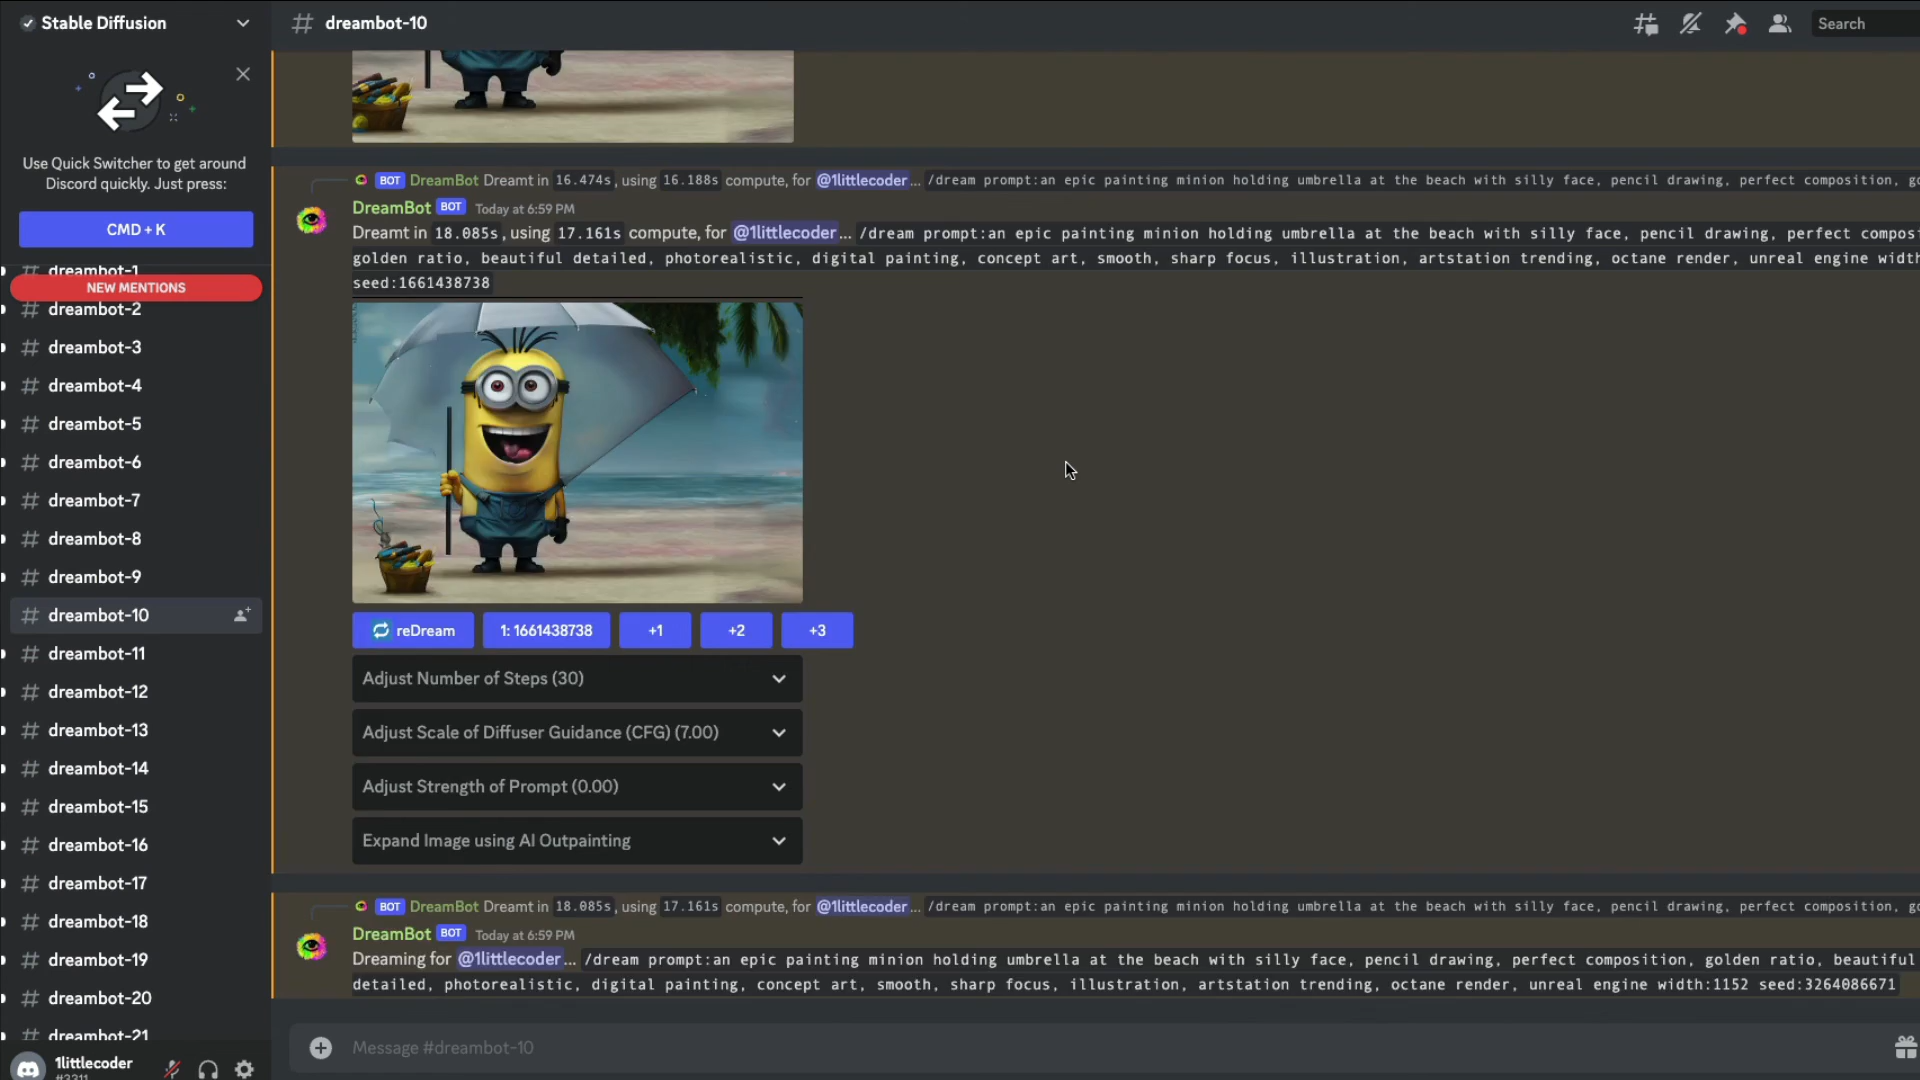 Stable Diffusion
Use Quick Switcher to get around
Discord quickly. Just press:
CMD + K
dreambot-1
NEW MENTIONS
dreambot-2
dreambot-3
dreambot-4
dreambot-5
dreambot-6
dreambot-7
dreambot-8
dreambot-9
dreambot-10
dreambot-11
dreambot-12
dreambot-13
dreambot-14
dreambot-15
dreambot-16
dreambot-17
dreambot-18
dreambot-19
dreambot-20
dreambot-21
1littlecoder
#3311
# dreambot-10
Search
BOT DreamBot Dreamt in 16.474s, using 16.188s compute, for @1littlecoder... /dream prompt:an epic painting minion holding umbrella at the beach with silly face, pencil drawing, perfect composition, go
DreamBot BOT Today at 6:59 PM
Dreamt in 18.085s, using 17.161s compute, for @1littlecoder... /dream prompt:an epic painting minion holding umbrella at the beach with silly face, pencil drawing, perfect compos
golden ratio, beautiful detailed, photorealistic, digital painting, concept art, smooth, sharp focus, illustration, artstation trending, octane render, unreal engine width
seed:1661438738
reDream 1: 1661438738 +1 +2 +3
Adjust Number of Steps (30)
Adjust Scale of Diffuser Guidance (CFG) (7.00)
Adjust Strength of Prompt (0.00)
Expand Image using AI Outpainting
BOT DreamBot Dreamt in 18.085s, using 17.161s compute, for @1littlecoder... /dream prompt:an epic painting minion holding umbrella at the beach with silly face, pencil drawing, perfect composition, go
DreamBot BOT Today at 6:59 PM
Dreaming for @1littlecoder... /dream prompt:an epic painting minion holding umbrella at the beach with silly face, pencil drawing, perfect composition, golden ratio, beautiful
detailed, photorealistic, digital painting, concept art, smooth, sharp focus, illustration, artstation trending, octane render, unreal engine width:1152 seed:3264086671
Message #dreambot-10